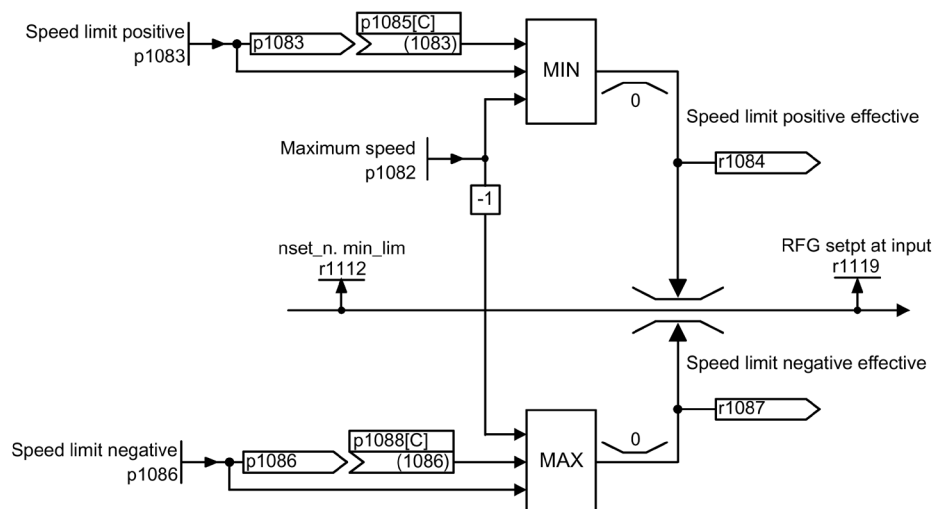 Speed limit positive
p1083
p1083
p1085[C]
(1083)
MIN
0
Speed limit positive effective
Maximum speed
p1082
r1084
-1
nset_n. min_lim
r1112
RFG setpt at input
r1119
Speed limit negative effective
r1087
Speed limit negative
p1086
p1086
p1088[C]
(1086)
MAX
0